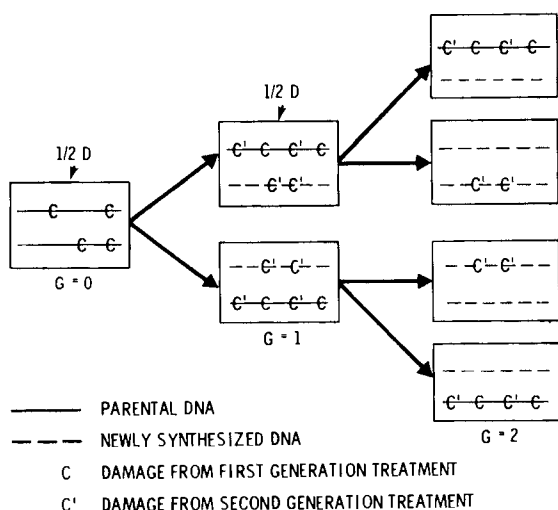 1/2 D
C C
C C
G = 0
1/2 D
C' C C' C
C' C'
C' C'
C' C C' C
G = 1
C' C C' C
C' C'
C' C'
C' C C' C
G = 2
PARENTAL DNA
NEWLY SYNTHESIZED DNA
C DAMAGE FROM FIRST GENERATION TREATMENT
C' DAMAGE FROM SECOND GENERATION TREATMENT